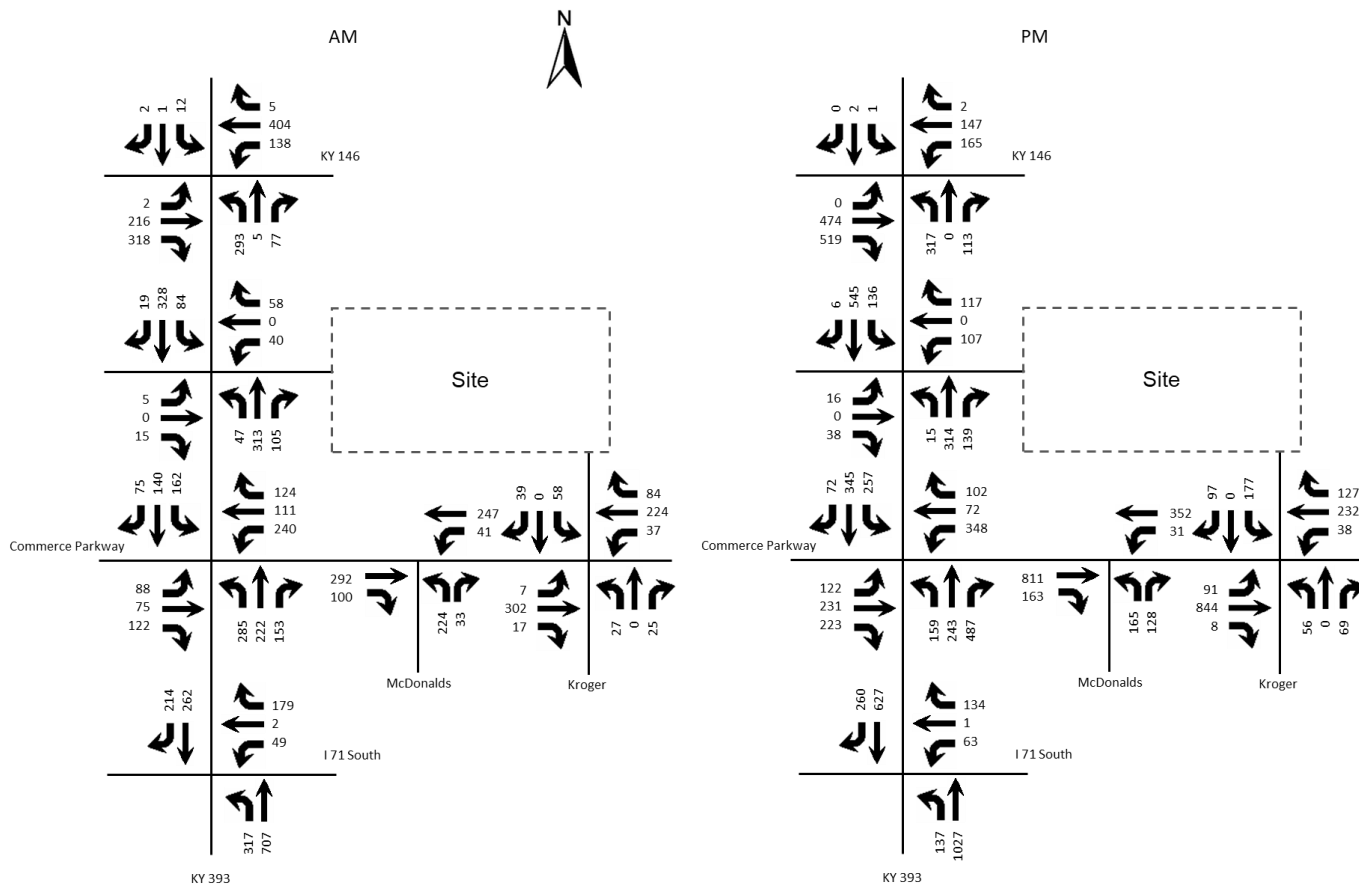 N
AM
PM
2 1 12
5
404
138
KY 146
2
216
318
293 5 77
19 328 84
58
0
40
Site
5
0
15
47 313 105
75 140 162
124
111
240
247
41
39 0 58
84
224
37
Commerce Parkway
88
75
122
285 222 153
292
100
224 33
7
302
17
27 0 25
McDonalds
Kroger
214 262
179
2
49
I 71 South
317 707
KY 393
0 2 1
2
147
165
KY 146
0
474
519
317 0 113
6 545 136
117
0
107
Site
16
0
38
15 314 139
72 345 257
102
72
348
352
31
97 0 177
127
232
38
Commerce Parkway
122
231
223
159 243 487
811
163
165 128
91
844
8
56 0 69
McDonalds
Kroger
260 627
134
1
63
I 71 South
137 1027
KY 393